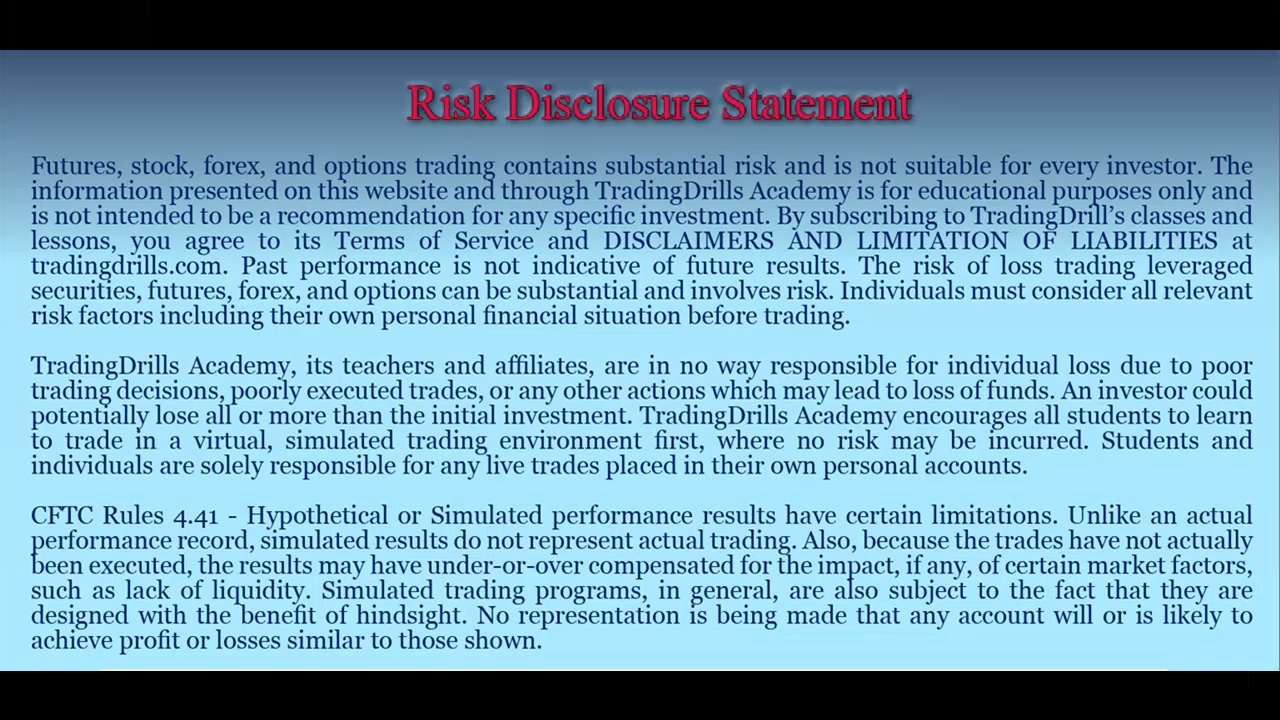 Risk Disclosure Statement
Futures, stock, forex, and options trading contains substantial risk and is not suitable for every investor. The
information presented on this website and through TradingDrills Academy is for educational purposes only and
is not intended to be a recommendation for any specific investment. By subscribing to TradingDrill’s classes and
lessons, you agree to its Terms of Service and DISCLAIMERS AND LIMITATION OF LIABILITIES at
tradingdrills.com. Past performance is not indicative of future results. The risk of loss trading leveraged
securities, futures, forex, and options can be substantial and involves risk. Individuals must consider all relevant
risk factors including their own personal financial situation before trading.
TradingDrills Academy, its teachers and affiliates, are in no way responsible for individual loss due to poor
trading decisions, poorly executed trades, or any other actions which may lead to loss of funds. An investor could
potentially lose all or more than the initial investment. TradingDrills Academy encourages all students to learn
to trade in a virtual, simulated trading environment first, where no risk may be incurred. Students and
individuals are solely responsible for any live trades placed in their own personal accounts.
CFTC Rules 4.41 - Hypothetical or Simulated performance results have certain limitations. Unlike an actual
performance record, simulated results do not represent actual trading. Also, because the trades have not actually
been executed, the results may have under-or-over compensated for the impact, if any, of certain market factors,
such as lack of liquidity. Simulated trading programs, in general, are also subject to the fact that they are
designed with the benefit of hindsight. No representation is being made that any account will or is likely to
achieve profit or losses similar to those shown.